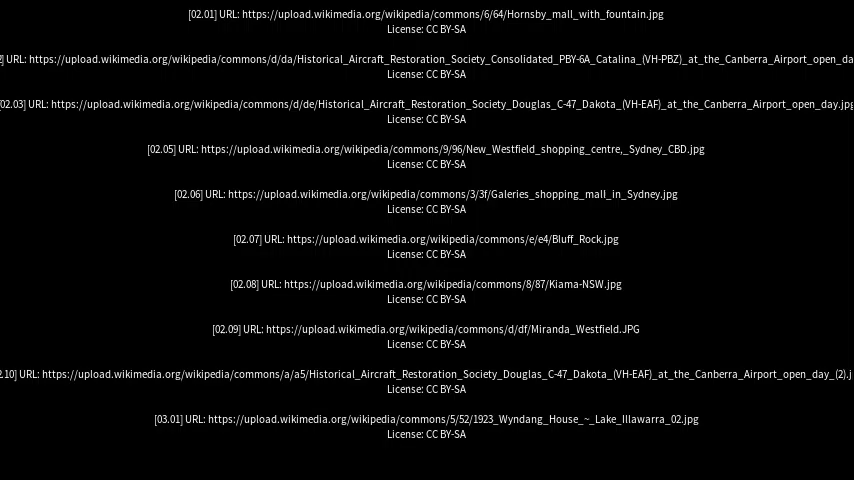 [02.01] URL: https://upload.wikimedia.org/wikipedia/commons/6/64/Hornsby_mall_with_fountain.jpg
License: CC BY-SA
] URL: https://upload.wikimedia.org/wikipedia/commons/d/da/Historical_Aircraft_Restoration_Society_Consolidated_PBY-6A_Catalina_(VH-PBZ)_at_the_Canberra_Airport_open_da
License: CC BY-SA
[02.03] URL: https://upload.wikimedia.org/wikipedia/commons/d/de/Historical_Aircraft_Restoration_Society_Douglas_C-47_Dakota_(VH-EAF)_at_the_Canberra_Airport_open_day.jpg
License: CC BY-SA
[02.05] URL: https://upload.wikimedia.org/wikipedia/commons/9/96/New_Westfield_shopping_centre,_Sydney_CBD.jpg
License: CC BY-SA
[02.06] URL: https://upload.wikimedia.org/wikipedia/commons/3/3f/Galeries_shopping_mall_in_Sydney.jpg
License: CC BY-SA
[02.07] URL: https://upload.wikimedia.org/wikipedia/commons/e/e4/Bluff_Rock.jpg
License: CC BY-SA
[02.08] URL: https://upload.wikimedia.org/wikipedia/commons/8/87/Kiama-NSW.jpg
License: CC BY-SA
[02.09] URL: https://upload.wikimedia.org/wikipedia/commons/d/df/Miranda_Westfield.JPG
License: CC BY-SA
2.10] URL: https://upload.wikimedia.org/wikipedia/commons/a/a5/Historical_Aircraft_Restoration_Society_Douglas_C-47_Dakota_(VH-EAF)_at_the_Canberra_Airport_open_day_(2).j
License: CC BY-SA
[03.01] URL: https://upload.wikimedia.org/wikipedia/commons/5/52/1923_Wyndang_House_~_Lake_Illawarra_02.jpg
License: CC BY-SA